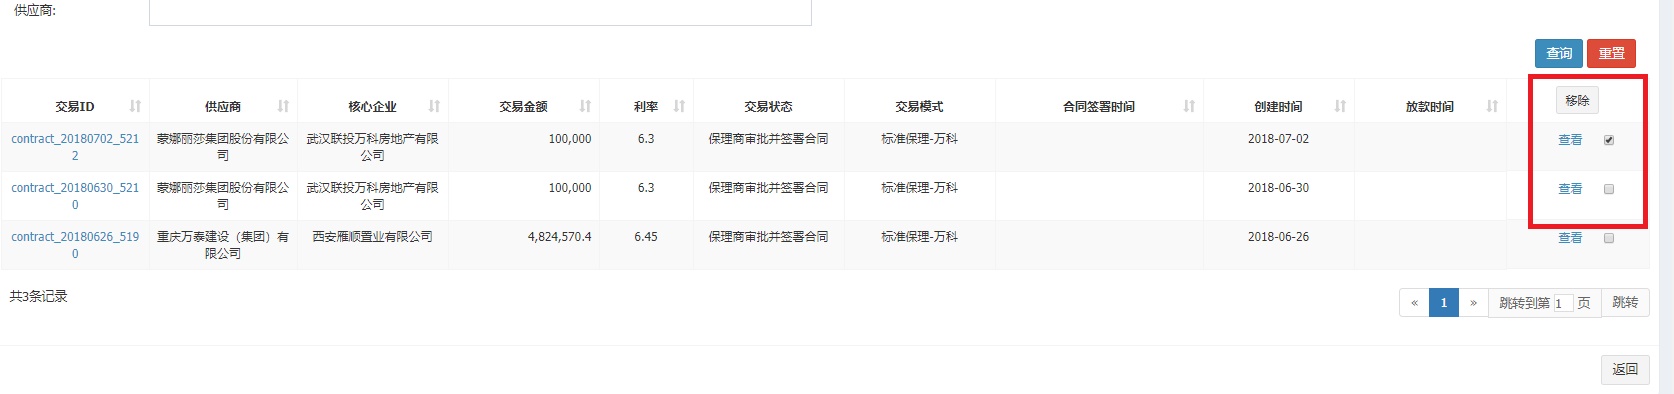 供应商:
查询 重置
交易ID 供应商 核心企业 交易金额 利率 交易状态 交易模式 合同签署时间 创建时间 放款时间 移除
contract_20180702_521 蒙娜丽莎集团股份有限公 武汉联投万科房地产有限 100,000 6.3 保理商审批并签署合同 标准保理-万科 2018-07-02 查看
2 司 公司
contract_20180630_521 蒙娜丽莎集团股份有限公 武汉联投万科房地产有限 100,000 6.3 保理商审批并签署合同 标准保理-万科 2018-06-30 查看
0 司 公司
contract_20180626_519 重庆万泰建设（集团）有 西安雁顺置业有限公司 4,824,570.4 6.45 保理商审批并签署合同 标准保理-万科 2018-06-26 查看
0 限公司
共3条记录 « 1 » 跳转到第 1 页 跳转
返回